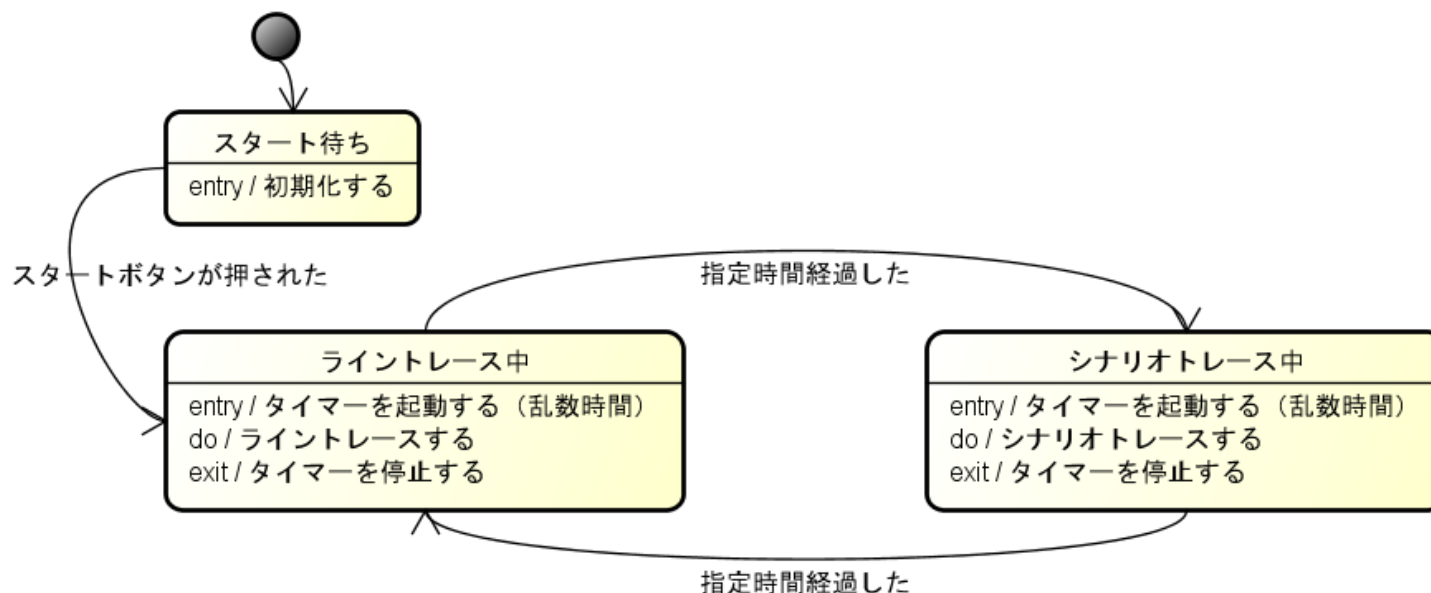 スタート待ち
entry / 初期化する
スタートボタンが押された
指定時間経過した
ライントレース中
entry / タイマーを起動する（乱数時間）
do / ライントレースする
exit / タイマーを停止する
シナリオトレース中
entry / タイマーを起動する（乱数時間）
do / シナリオトレースする
exit / タイマーを停止する
指定時間経過した